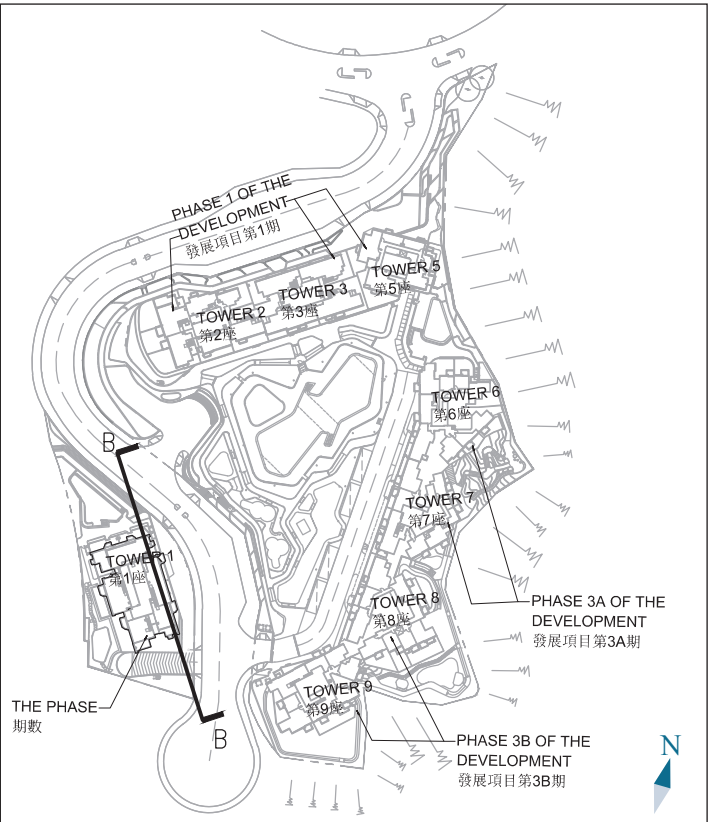 PHASE 1 OF THE
DEVELOPMENT
發展項目第1期
TOWER 5
第5座
TOWER 3
第3座
TOWER 2
第2座
TOWER 6
第6座
B
TOWER 7
第7座
TOWER 1
第1座
TOWER 8
第8座
PHASE 3A OF THE
DEVELOPMENT
發展項目第3A期
TOWER 9
第9座
THE PHASE
期數
B
PHASE 3B OF THE
DEVELOPMENT
發展項目第3B期
N